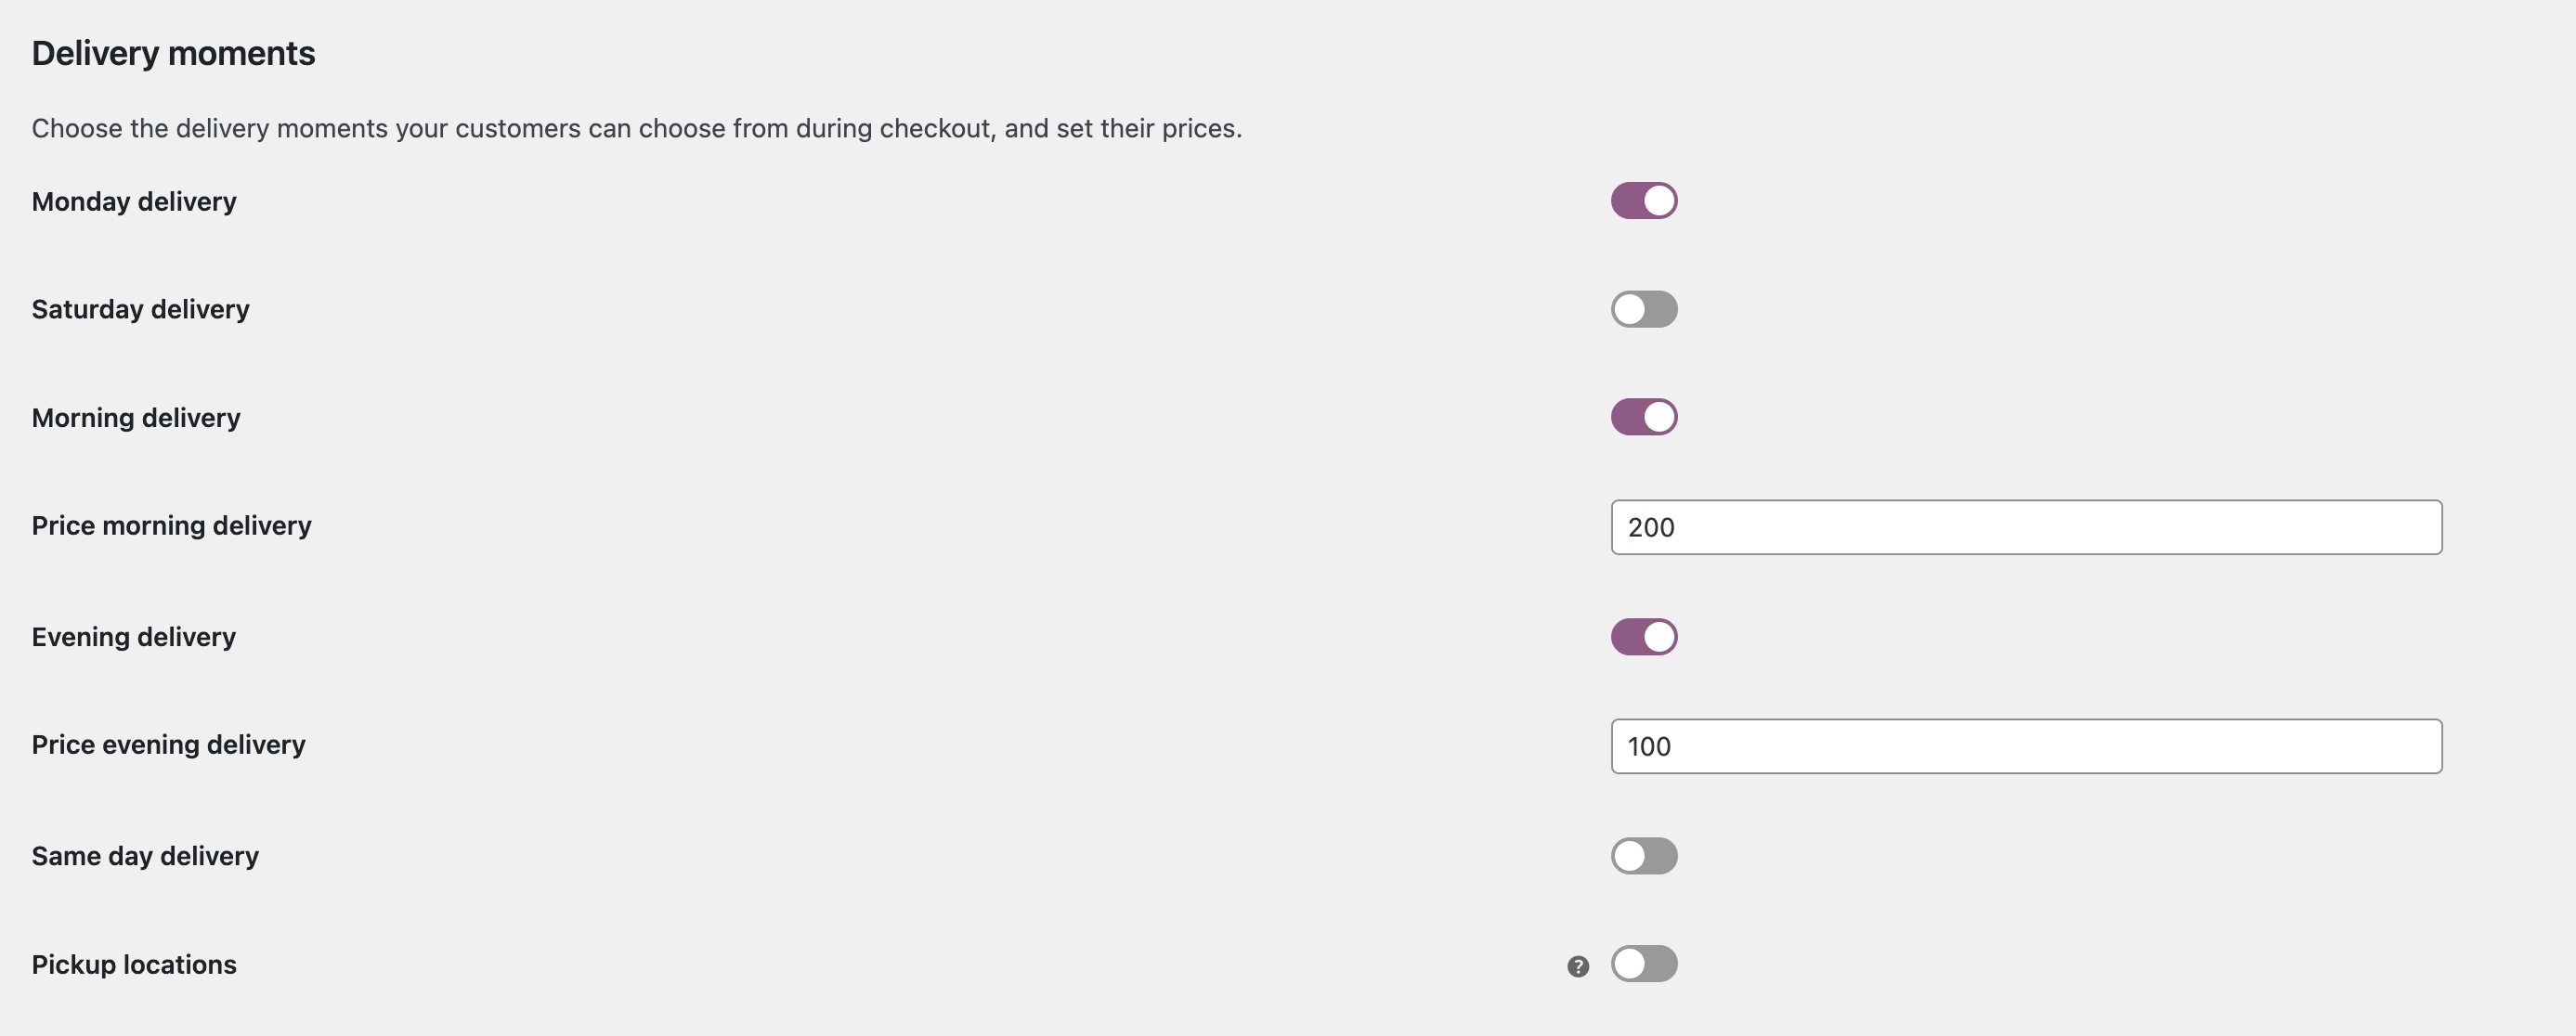 Delivery moments
Choose the delivery moments your customers can choose from during checkout, and set their prices.
Monday delivery
Saturday delivery
Morning delivery
Price morning delivery
200
Evening delivery
Price evening delivery
100
Same day delivery
Pickup locations
?